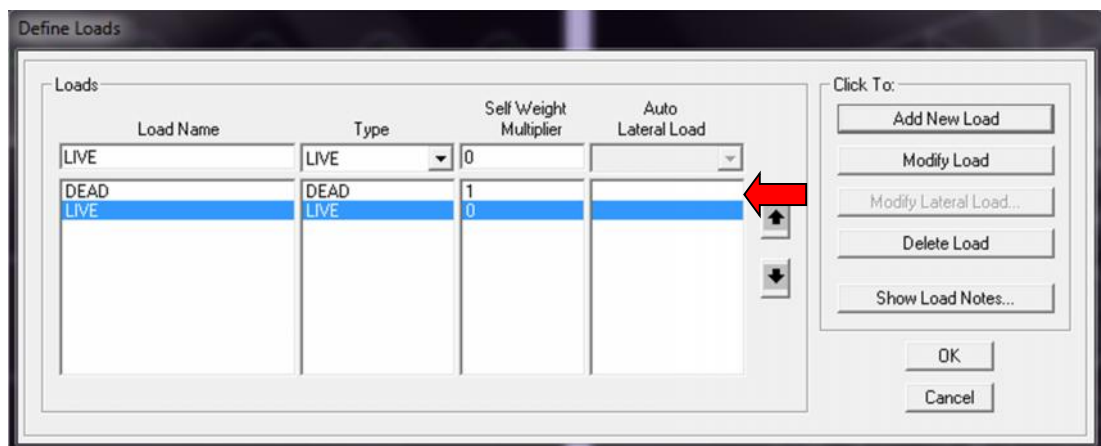 Define Loads
Loads
Load Name
Type
Self Weight
Multiplier
Auto
Lateral Load
LIVE LIVE 0
DEAD DEAD 1
LIVE LIVE 0
Click To:
Add New Load
Modify Load
Modify Lateral Load...
Delete Load
Show Load Notes...
OK
Cancel